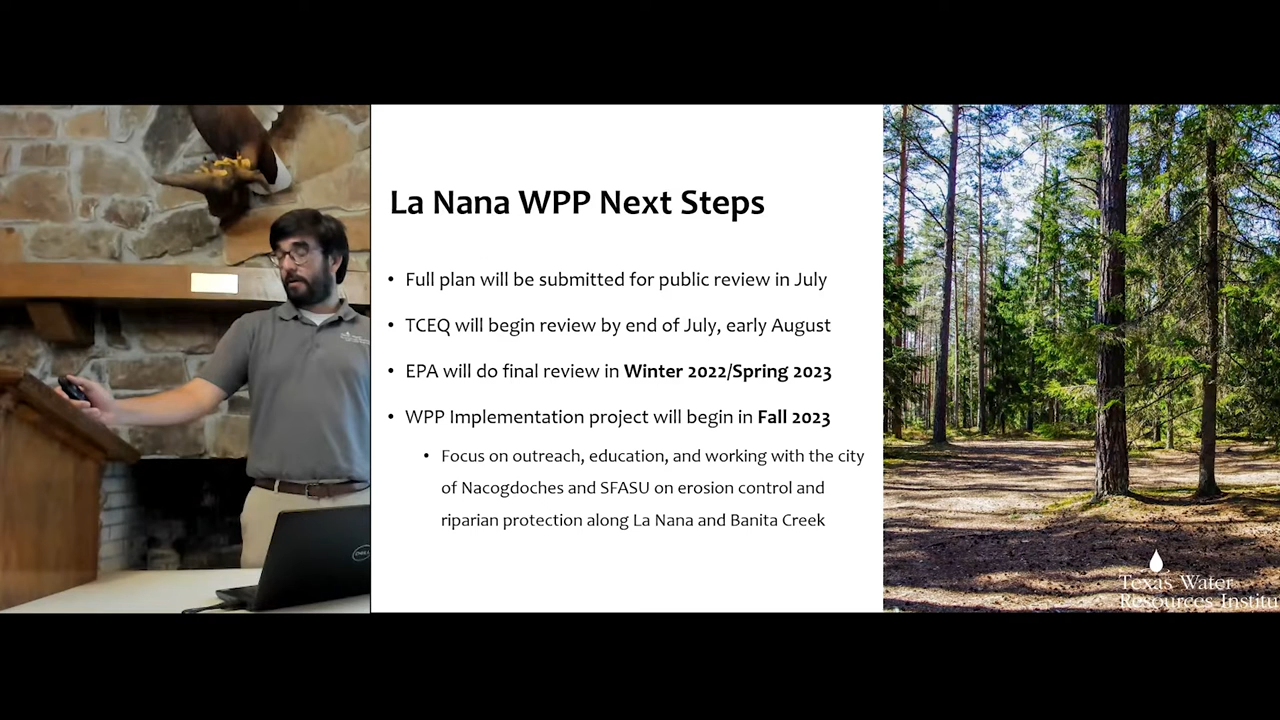 La Nana WPP Next Steps
• Full plan will be submitted for public review in July
• TCEQ will begin review by end of July, early August
• EPA will do final review in Winter 2022/Spring 2023
• WPP Implementation project will begin in Fall 2023
• Focus on outreach, education, and working with the city
of Nacogdoches and SFASU on erosion control and
riparian protection along La Nana and Banita Creek
Texas Water
Resources Institu
DELL